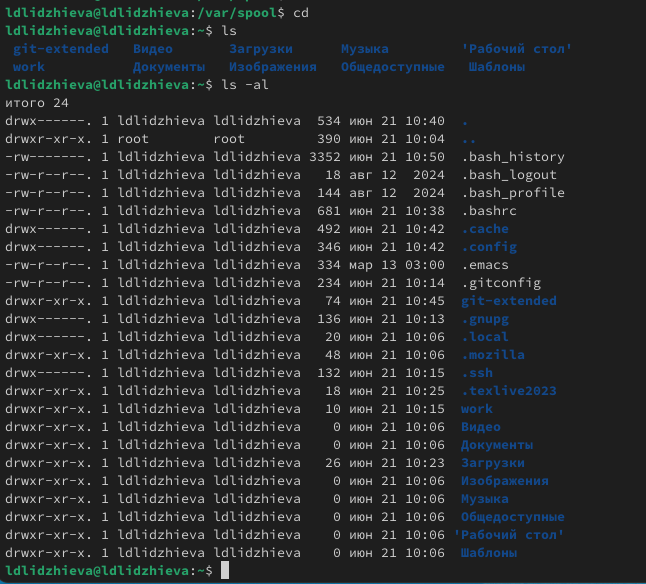 ldlidzhieva@ldlidzhieva:/var/spool$ cd
ldlidzhieva@ldlidzhieva:~$ ls
 git-extended   Видео       Загрузки      Музыка         'Рабочий стол'
 work           Документы   Изображения   Общедоступные   Шаблоны
ldlidzhieva@ldlidzhieva:~$ ls -al
итого 24
drwx------. 1 ldlidzhieva ldlidzhieva  534 июн 21 10:40  .
drwxr-xr-x. 1 root        root         390 июн 21 10:04  ..
-rw-------. 1 ldlidzhieva ldlidzhieva 3352 июн 21 10:50  .bash_history
-rw-r--r--. 1 ldlidzhieva ldlidzhieva   18 авг 12  2024  .bash_logout
-rw-r--r--. 1 ldlidzhieva ldlidzhieva  144 авг 12  2024  .bash_profile
-rw-r--r--. 1 ldlidzhieva ldlidzhieva  681 июн 21 10:38  .bashrc
drwx------. 1 ldlidzhieva ldlidzhieva  492 июн 21 10:42  .cache
drwx------. 1 ldlidzhieva ldlidzhieva  346 июн 21 10:42  .config
-rw-r--r--. 1 ldlidzhieva ldlidzhieva  334 мар 13 03:00  .emacs
-rw-r--r--. 1 ldlidzhieva ldlidzhieva  234 июн 21 10:14  .gitconfig
drwxr-xr-x. 1 ldlidzhieva ldlidzhieva   74 июн 21 10:45  git-extended
drwx------. 1 ldlidzhieva ldlidzhieva  136 июн 21 10:13  .gnupg
drwx------. 1 ldlidzhieva ldlidzhieva   20 июн 21 10:06  .local
drwxr-xr-x. 1 ldlidzhieva ldlidzhieva   48 июн 21 10:06  .mozilla
drwx------. 1 ldlidzhieva ldlidzhieva  132 июн 21 10:15  .ssh
drwxr-xr-x. 1 ldlidzhieva ldlidzhieva   18 июн 21 10:25  .texlive2023
drwxr-xr-x. 1 ldlidzhieva ldlidzhieva   10 июн 21 10:15  work
drwxr-xr-x. 1 ldlidzhieva ldlidzhieva    0 июн 21 10:06  Видео
drwxr-xr-x. 1 ldlidzhieva ldlidzhieva    0 июн 21 10:06  Документы
drwxr-xr-x. 1 ldlidzhieva ldlidzhieva   26 июн 21 10:23  Загрузки
drwxr-xr-x. 1 ldlidzhieva ldlidzhieva    0 июн 21 10:06  Изображения
drwxr-xr-x. 1 ldlidzhieva ldlidzhieva    0 июн 21 10:06  Музыка
drwxr-xr-x. 1 ldlidzhieva ldlidzhieva    0 июн 21 10:06  Общедоступные
drwxr-xr-x. 1 ldlidzhieva ldlidzhieva    0 июн 21 10:06 'Рабочий стол'
drwxr-xr-x. 1 ldlidzhieva ldlidzhieva    0 июн 21 10:06  Шаблоны
ldlidzhieva@ldlidzhieva:~$